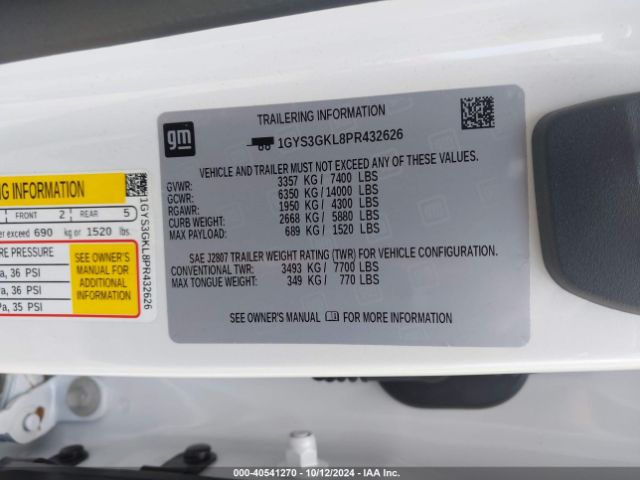 TRAILERING INFORMATION
gm
1GYS3GKL8PR432626
VEHICLE AND TRAILER MUST NOT EXCEED ANY OF THESE VALUES.
GVWR: 3357 KG / 7400 LBS
GCWR: 6350 KG / 14000 LBS
RGAWR: 1950 KG / 4300 LBS
CURB WEIGHT: 2668 KG / 5880 LBS
MAX PAYLOAD: 689 KG / 1520 LBS
SAE J2807 TRAILER WEIGHT RATING (TWR) FOR VEHICLE CONFIGURATION.
CONVENTIONAL TWR: 3493 KG / 7700 LBS
MAX TONGUE WEIGHT: 349 KG / 770 LBS
SEE OWNER'S MANUAL FOR MORE INFORMATION
INFORMATION
FRONT 2 REAR 5
exceed 690 kg or 1520 lbs.
PRESSURE
36 PSI
36 PSI
35 PSI
SEE OWNER'S
MANUAL FOR
ADDITIONAL
INFORMATION
1GYS3GKL8PR432626
000-40541270 - 10/12/2024 - IAA Inc.